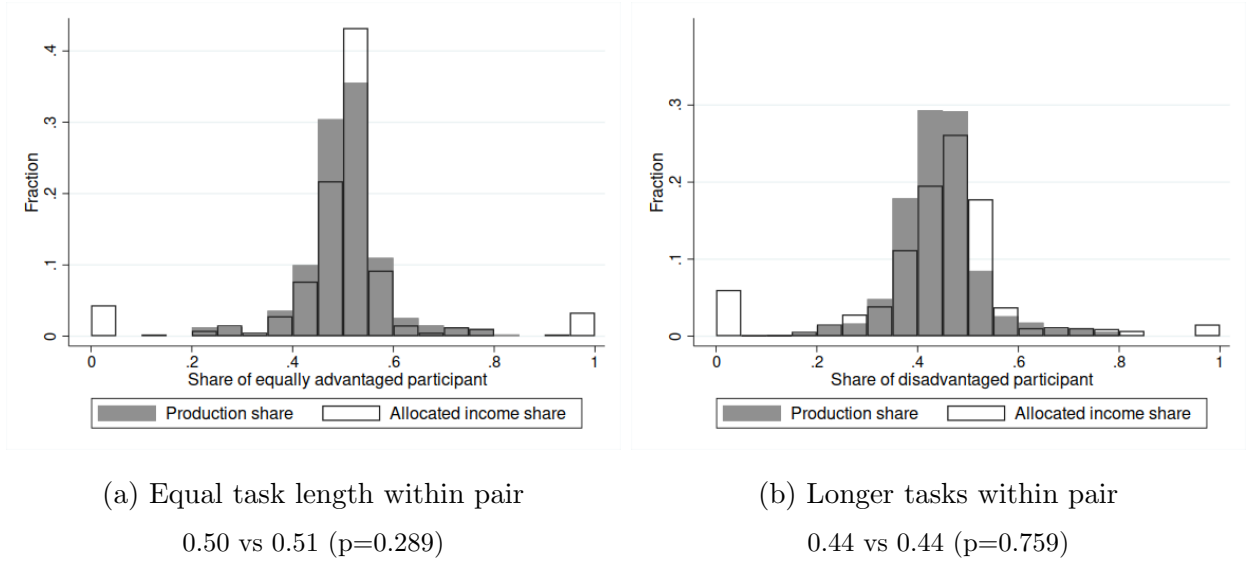 Fraction
.4
.3
.2
.1
0
0 .2 .4 .6 .8 1
Share of equally advantaged participant
Production share Allocated income share
(a) Equal task length within pair
0.50 vs 0.51 (p=0.289)
Fraction
.3
.2
.1
0
0 .2 .4 .6 .8 1
Share of disadvantaged participant
Production share Allocated income share
(b) Longer tasks within pair
0.44 vs 0.44 (p=0.759)